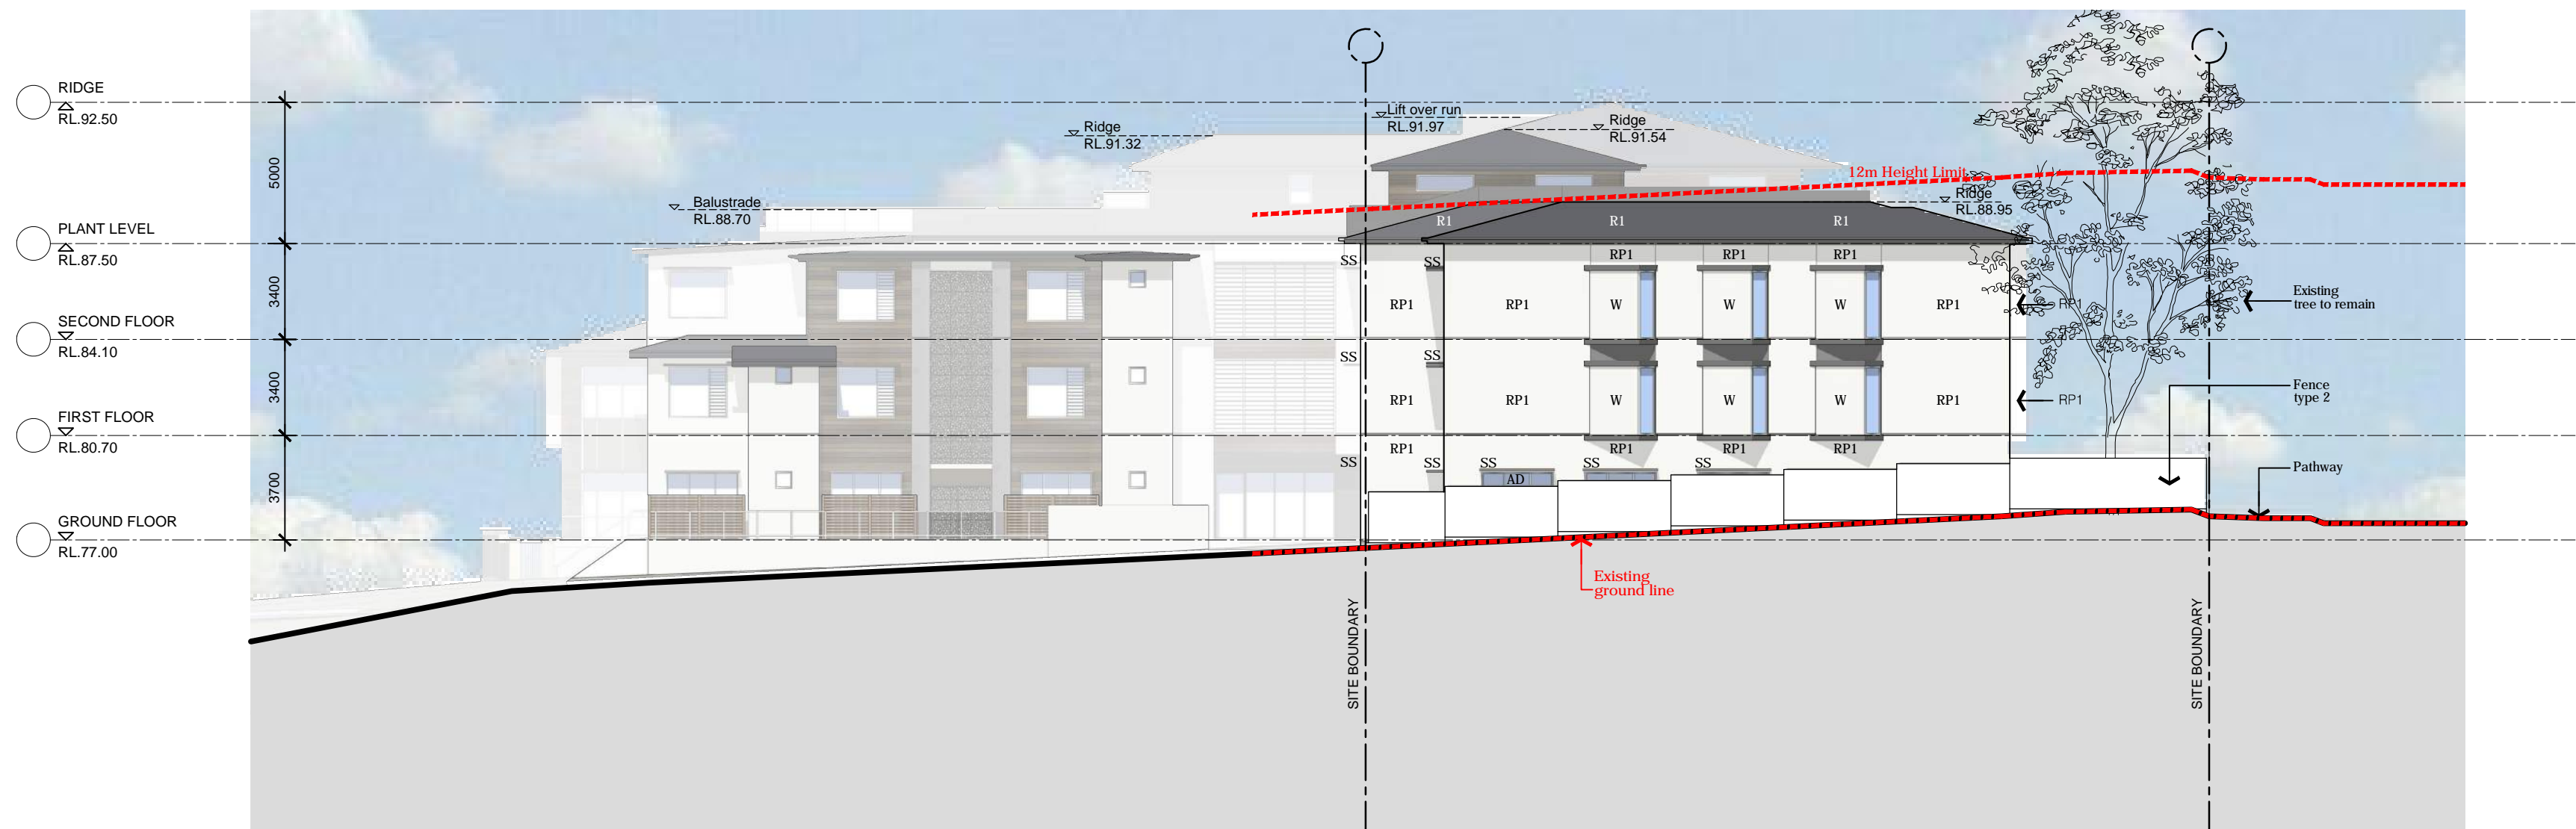 RIDGE
RL.92.50
5000
PLANT LEVEL
RL.87.50
3400
SECOND FLOOR
RL.84.10
3400
FIRST FLOOR
RL.80.70
3700
GROUND FLOOR
RL.77.00
Balustrade
RL.88.70
Ridge
RL.91.32
Lift over run
RL.91.97
Ridge
RL.91.54
12m Height Limit
Ridge
RL.88.95
R1 R1 R1
SS SS RP1 RP1 RP1
RP1 RP1 W W W RP1 RP1
Existing
tree to remain
SS SS
RP1 RP1 W W W RP1 RP1
Fence
type 2
RP1 RP1 RP1 RP1
SS SS SS SS SS
AD
Pathway
Existing
ground line
SITE BOUNDARY
SITE BOUNDARY